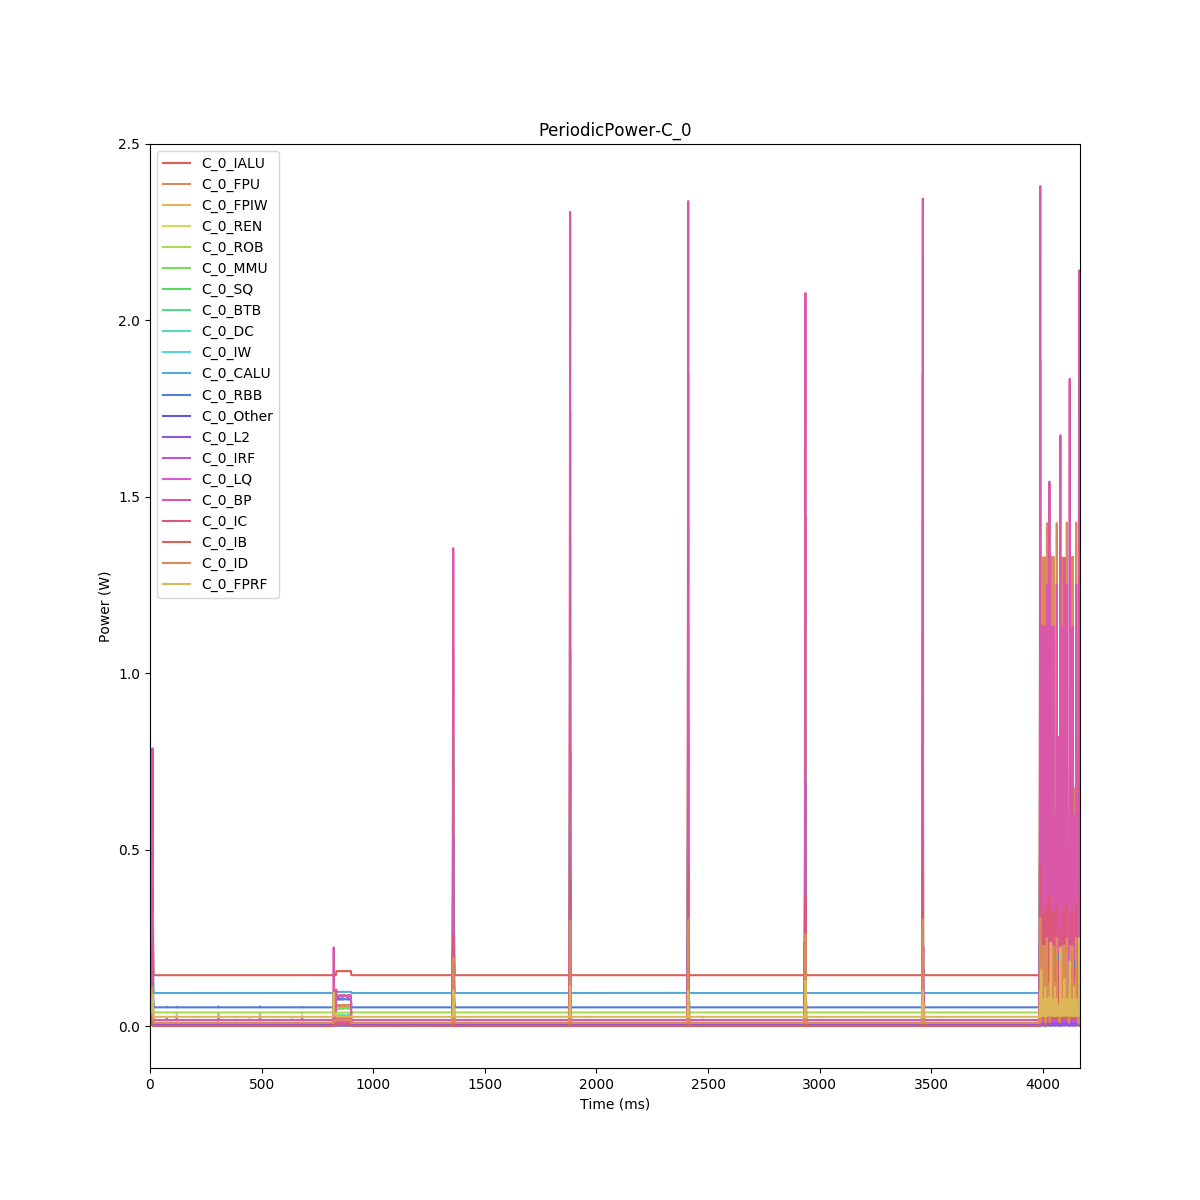 PeriodicPower-C_0
2.5
2.0
1.5
1.0
0.5
0.0
Power (W)
C_0_IALU
C_0_FPU
C_0_FPIW
C_0_REN
C_0_ROB
C_0_MMU
C_0_SQ
C_0_BTB
C_0_DC
C_0_IW
C_0_CALU
C_0_RBB
C_0_Other
C_0_L2
C_0_IRF
C_0_LQ
C_0_BP
C_0_IC
C_0_IB
C_0_ID
C_0_FPRF
0 500 1000 1500 2000 2500 3000 3500 4000
Time (ms)